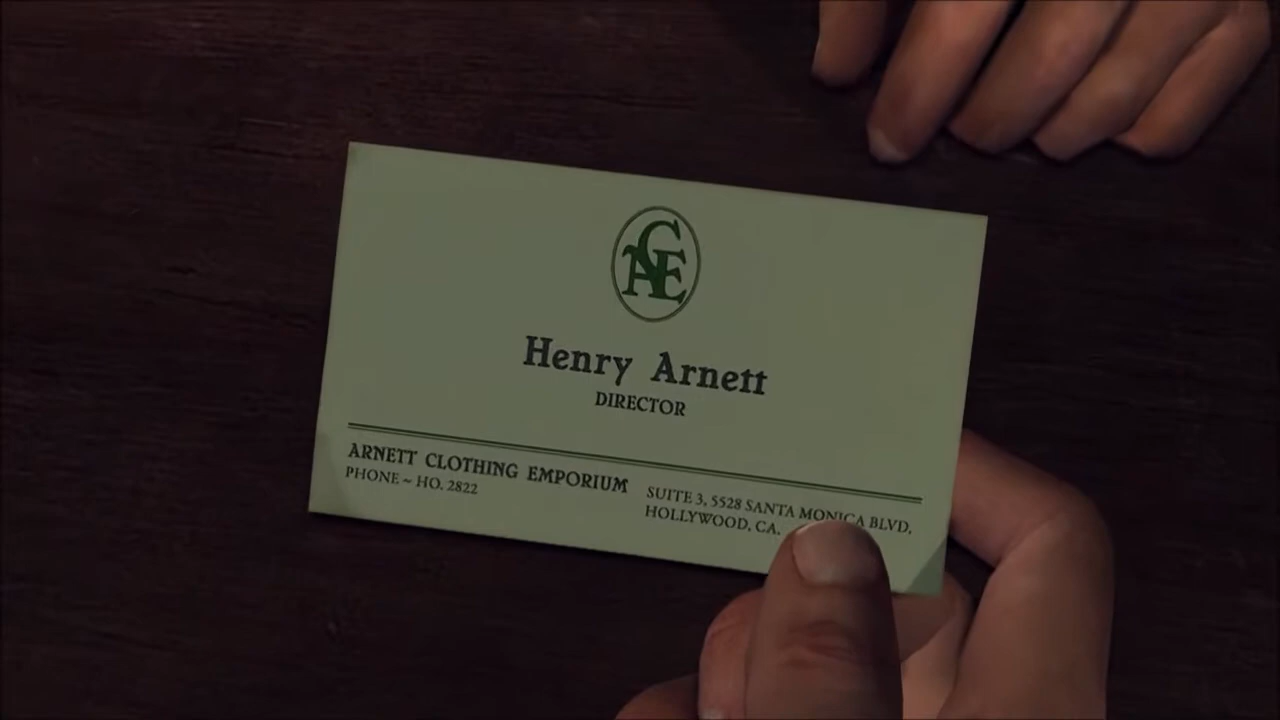 ACE
Henry Arnett
DIRECTOR
ARNETT CLOTHING EMPORIUM
PHONE ~ HO. 2822
SUITE 3, 5528 SANTA MONICA BLVD,
HOLLYWOOD, CA.